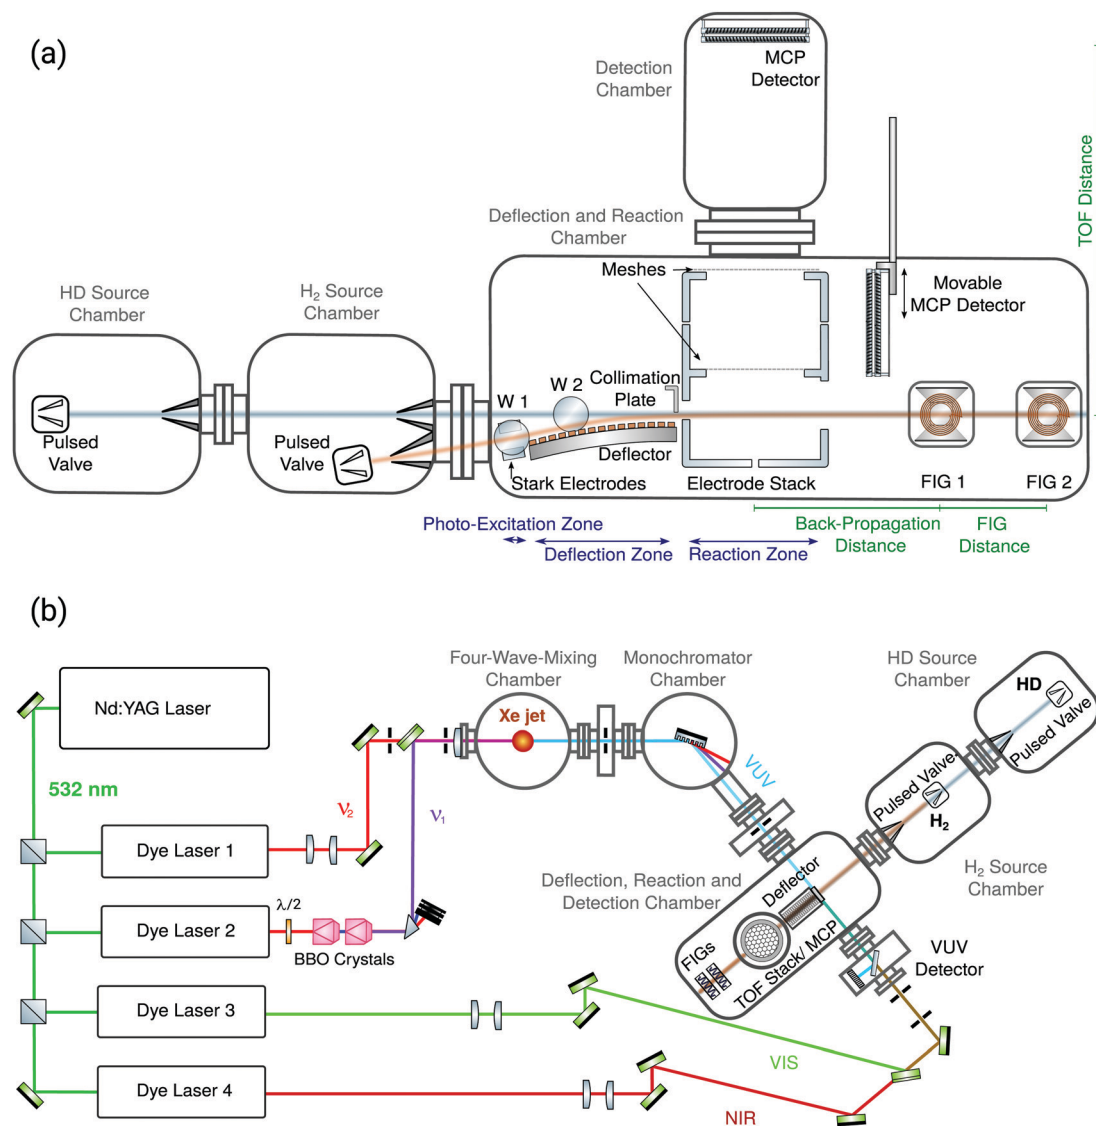 (a)
MCP
Detector
Detection
Chamber
TOF Distance
Deflection and Reaction
Chamber
Meshes
Movable
MCP Detector
HD Source
Chamber
H₂ Source
Chamber
Collimation
Plate
W 2
W 1
Pulsed
Valve
Pulsed
Valve
Deflector
Stark Electrodes
Electrode Stack
FIG 1
FIG 2
Photo-Excitation Zone
Deflection Zone
Reaction Zone
Back-Propagation
Distance
FIG
Distance
(b)
Four-Wave-Mixing
Chamber
Monochromator
Chamber
HD Source
Chamber
Nd:YAG Laser
Xe jet
HD
Pulsed Valve
VUV
Pulsed Valve
H₂
532 nm
ν₂
ν₁
Dye Laser 1
H₂ Source
Chamber
Deflection, Reaction and
Detection Chamber
Deflector
λ/2
Dye Laser 2
BBO Crystals
FIGs
TOF Stack/ MCP
VUV
Detector
Dye Laser 3
VIS
Dye Laser 4
NIR